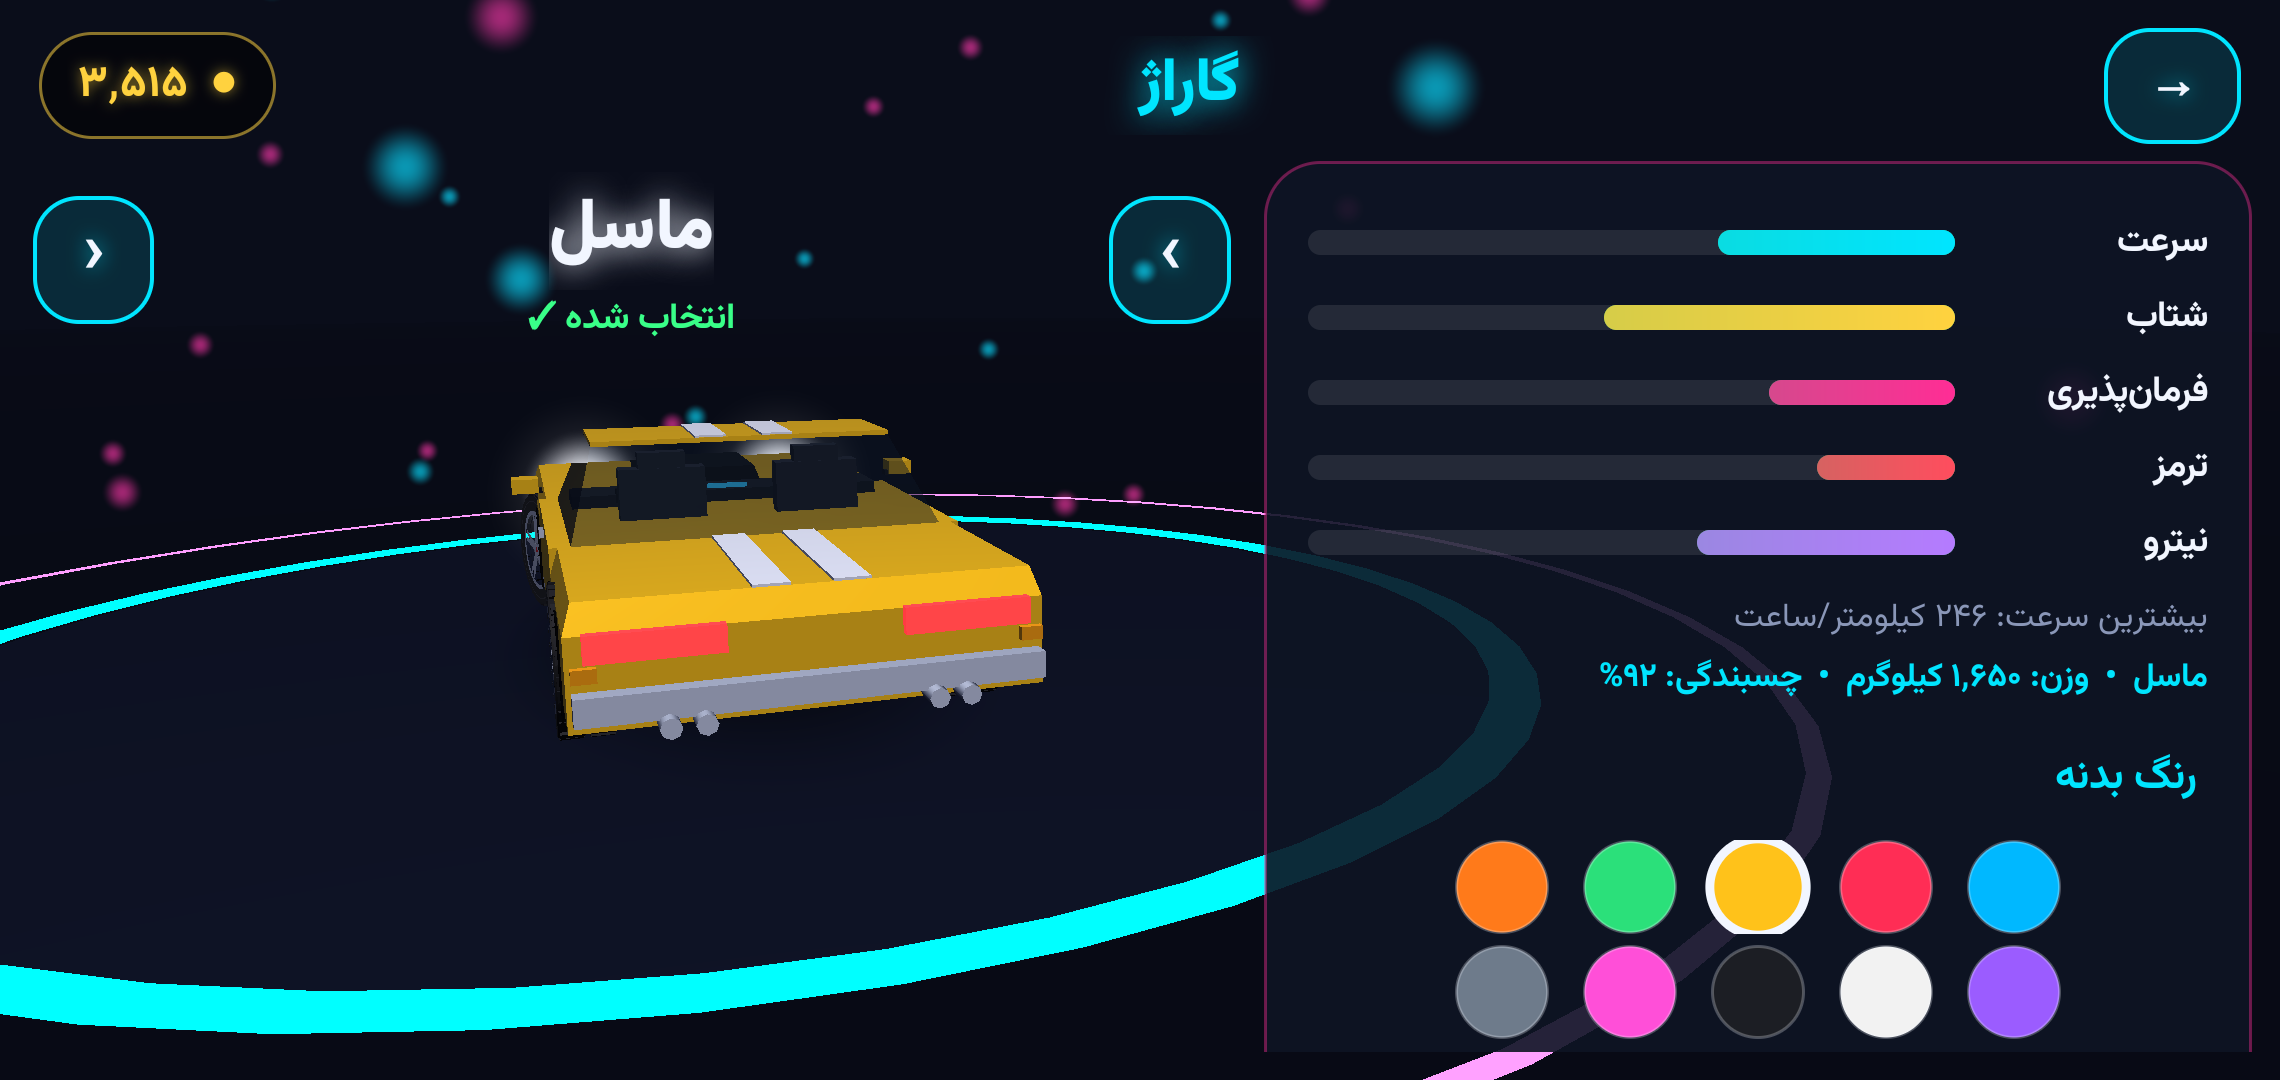 گاراژ
۳,۵۱۵
ماسل
انتخاب شده ✓
سرعت
شتاب
فرمان‌پذیری
ترمز
نیترو
بیشترین سرعت: ۲۴۶ کیلومتر/ساعت
ماسل • وزن: ۱,۶۵۰ کیلوگرم • چسبندگی: ۹۲%
رنگ بدنه